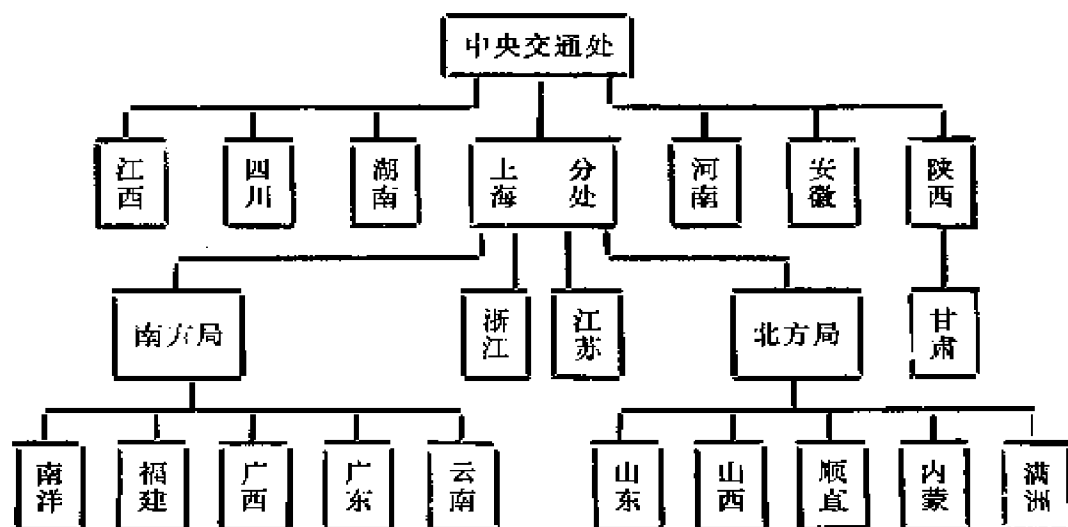 中央交通处
江西
四川
湖南
上海分处
河南
安徽
陕西
南方局
浙江
江苏
北方局
甘肃
南洋
福建
广西
广东
云南
山东
山西
顺直
内蒙
满洲